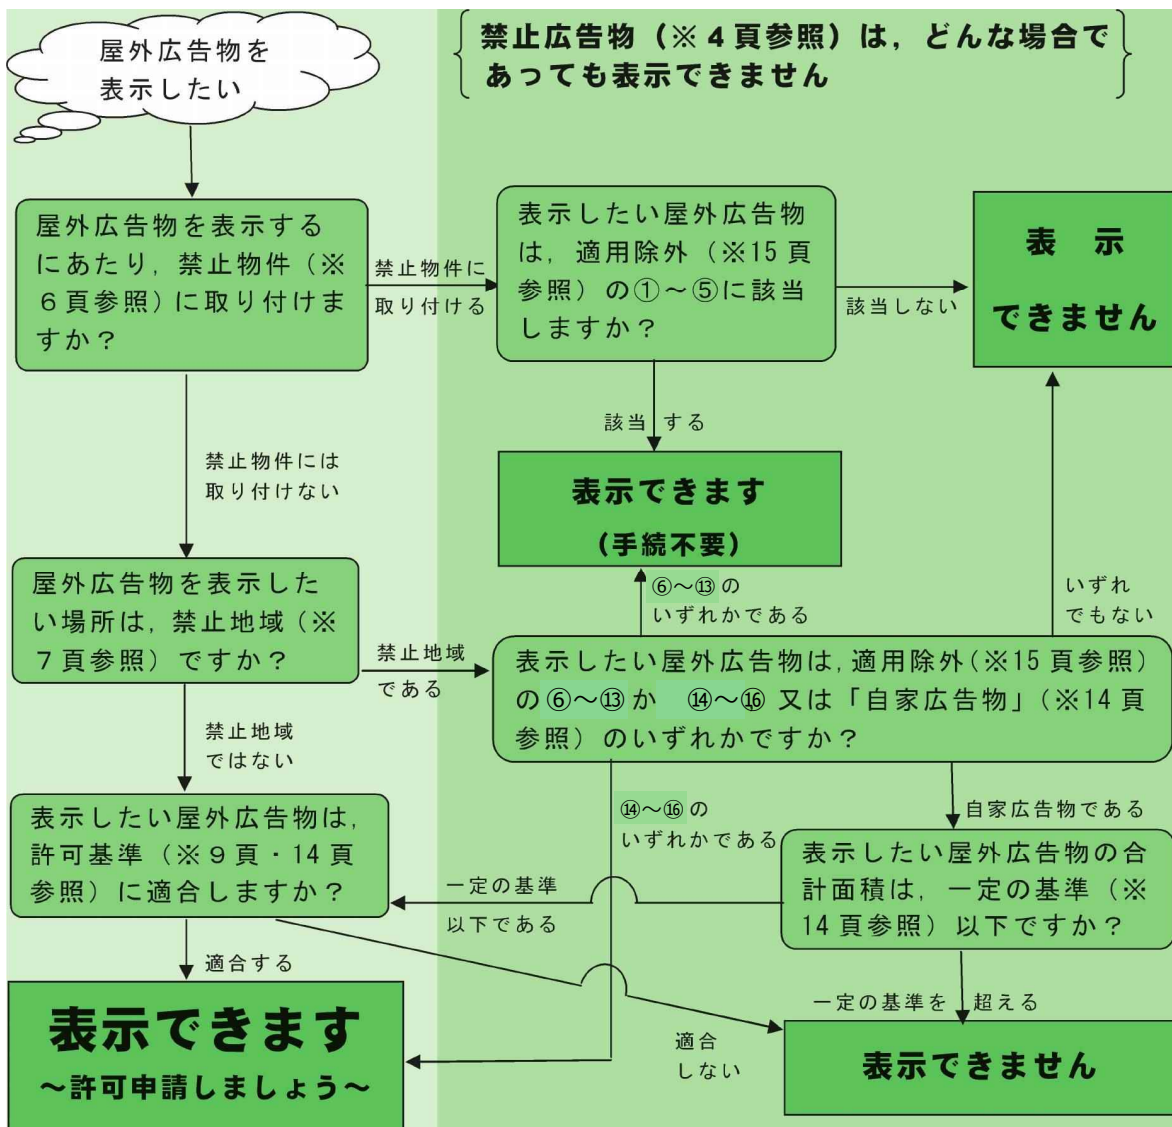 屋外広告物を
表示したい
禁止広告物（※４頁参照）は，どんな場合で
あっても表示できません
屋外広告物を表示する
にあたり，禁止物件（※
６頁参照）に取り付けま
すか？
禁止物件に
取り付ける
表示したい屋外広告物
は，適用除外（※15頁
参照）の①～⑤に該当
しますか？
該当しない
表　示
できません
該当する
表示できます
（手続不要）
禁止物件には
取り付けない
屋外広告物を表示した
い場所は，禁止地域（※
７頁参照）ですか？
禁止地域
である
⑥～⑬の
いずれかである
いずれ
でもない
表示したい屋外広告物は，適用除外（※15頁参照）
の⑥～⑬か　⑭～⑯又は「自家広告物」（※14頁
参照）のいずれかですか？
禁止地域
ではない
⑭～⑯の
いずれかである
自家広告物である
表示したい屋外広告物は，
許可基準（※９頁・14頁
参照）に適合しますか？
一定の基準
以下である
表示したい屋外広告物の合
計面積は，一定の基準（※
14頁参照）以下ですか？
適合する
適合
しない
一定の基準を超える
表示できます
～許可申請しましょう～
表示できません